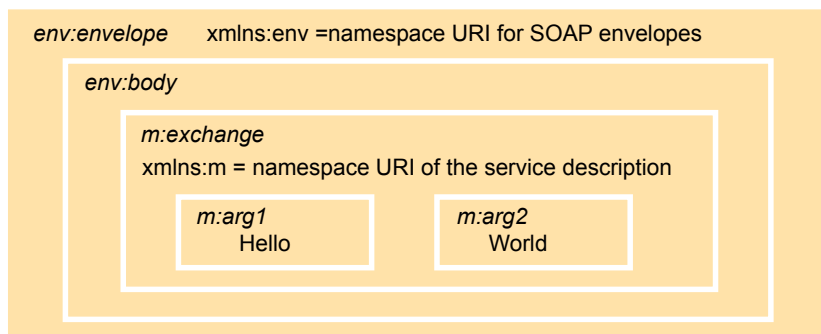 env:envelope xmlns:env =namespace URI for SOAP envelopes
env:body
m:exchange
xmlns:m = namespace URI of the service description
m:arg1 m:arg2
Hello World